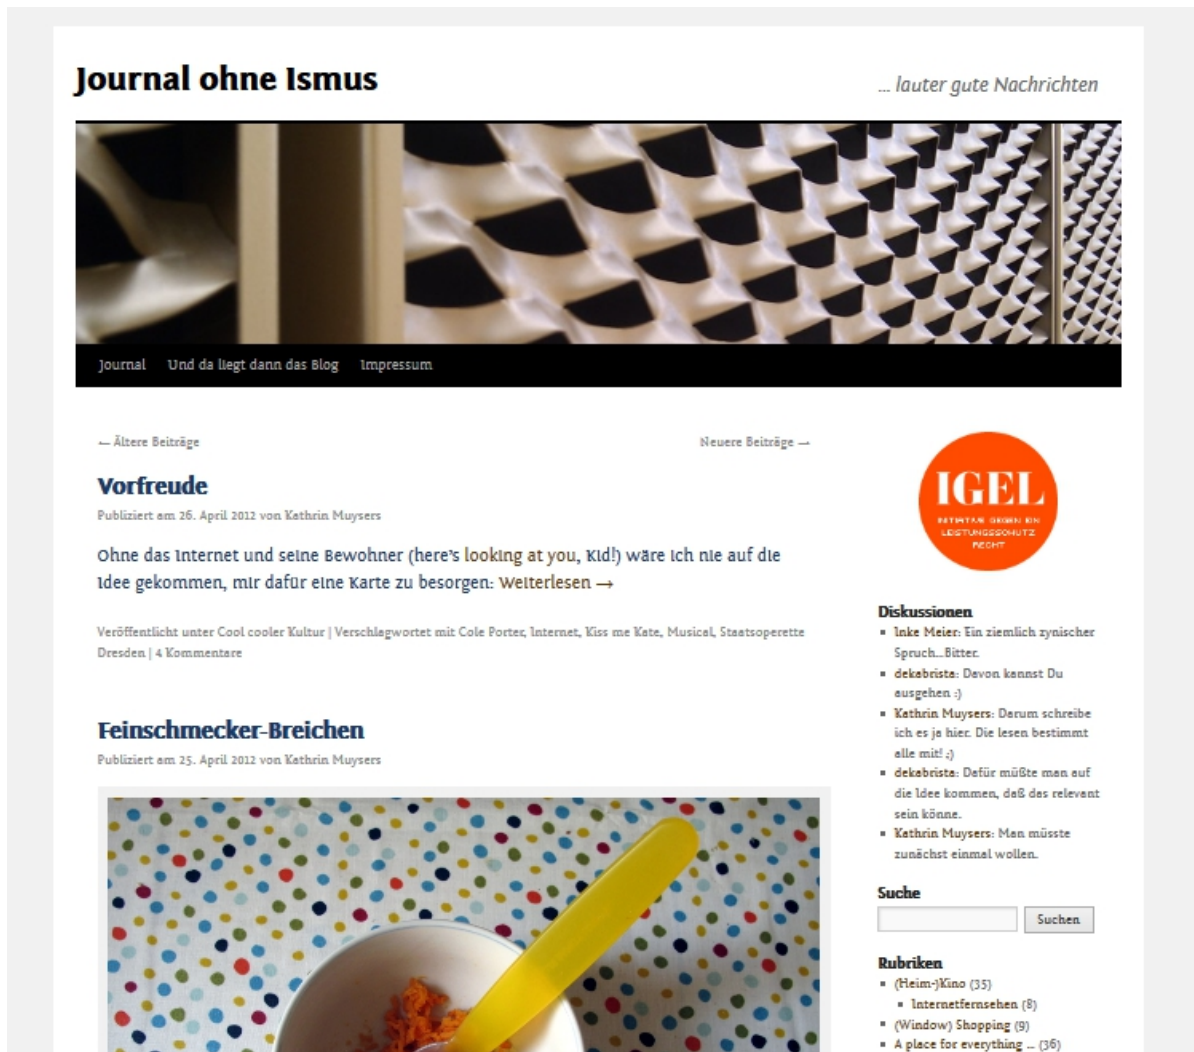 Journal ohne Ismus
... lauter gute Nachrichten
Journal Und da liegt dann das Blog Impressum
← Ältere Beiträge Neuere Beiträge →
Vorfreude
Publiziert am 26. April 2012 von Kathrin Muysers
Ohne das Internet und seine Bewohner (here's looking at you, Kid!) wäre ich nie auf die
Idee gekommen, mir dafür eine Karte zu besorgen: Weiterlesen →
Veröffentlicht unter Cool cooler Kultur | Verschlagwortet mit Cole Porter, Internet, Kiss me Kate, Musical, Staatsoperette
Dresden | 4 Kommentare
Feinschmecker-Breichen
Publiziert am 25. April 2012 von Kathrin Muysers
IGEL
INITIATIVE GEGEN EIN
LEISTUNGSSCHUTZ
RECHT
Diskussionen
Inke Meier: Ein ziemlich zynischer
Spruch...Bitter.
dekabrista: Davon kannst Du
ausgehen :)
Kathrin Muysers: Darum schreibe
ich es ja hier. Die lesen bestimmt
alle mit! ;)
dekabrista: Dafür müßte man auf
die Idee kommen, daß das relevant
sein könne.
Kathrin Muysers: Man müsste
zunächst einmal wollen.
Suche
Suchen
Rubriken
(Heim-)Kino (35)
Internetfernsehen (8)
(Window) Shopping (9)
A place for everything ... (36)